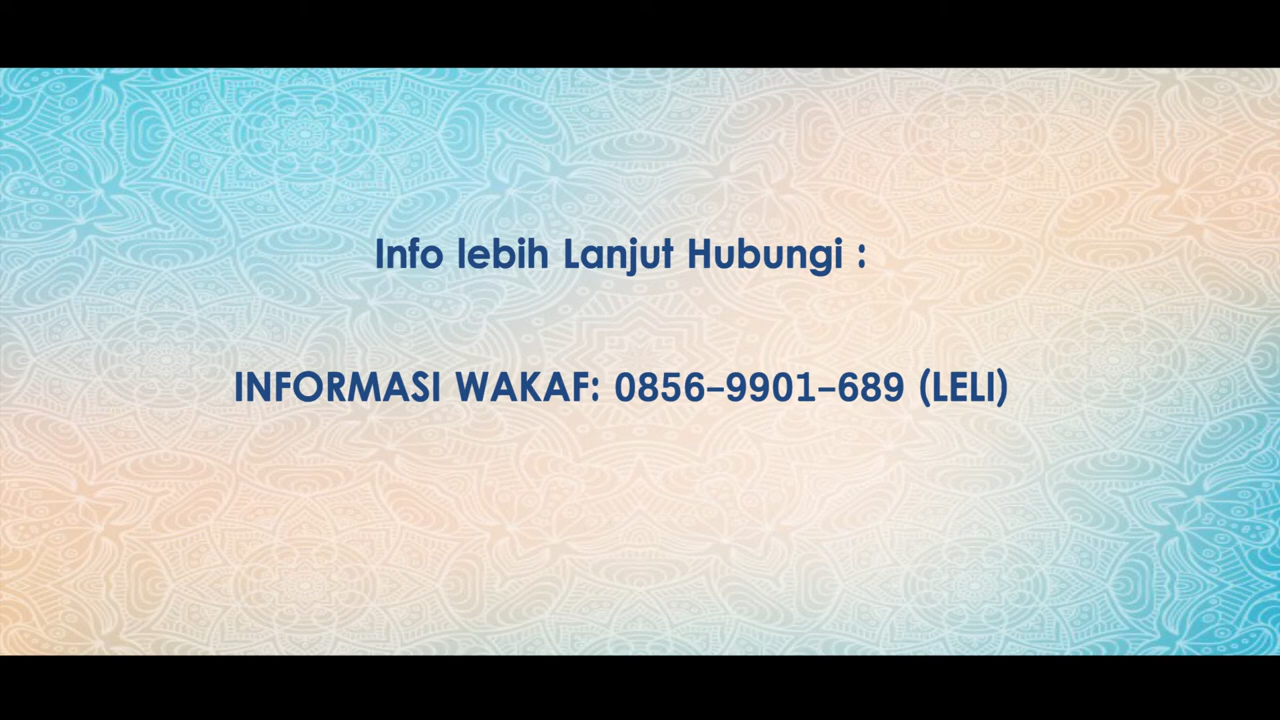 Info lebih Lanjut Hubungi :
INFORMASI WAKAF: 0856-9901-689 (LELI)